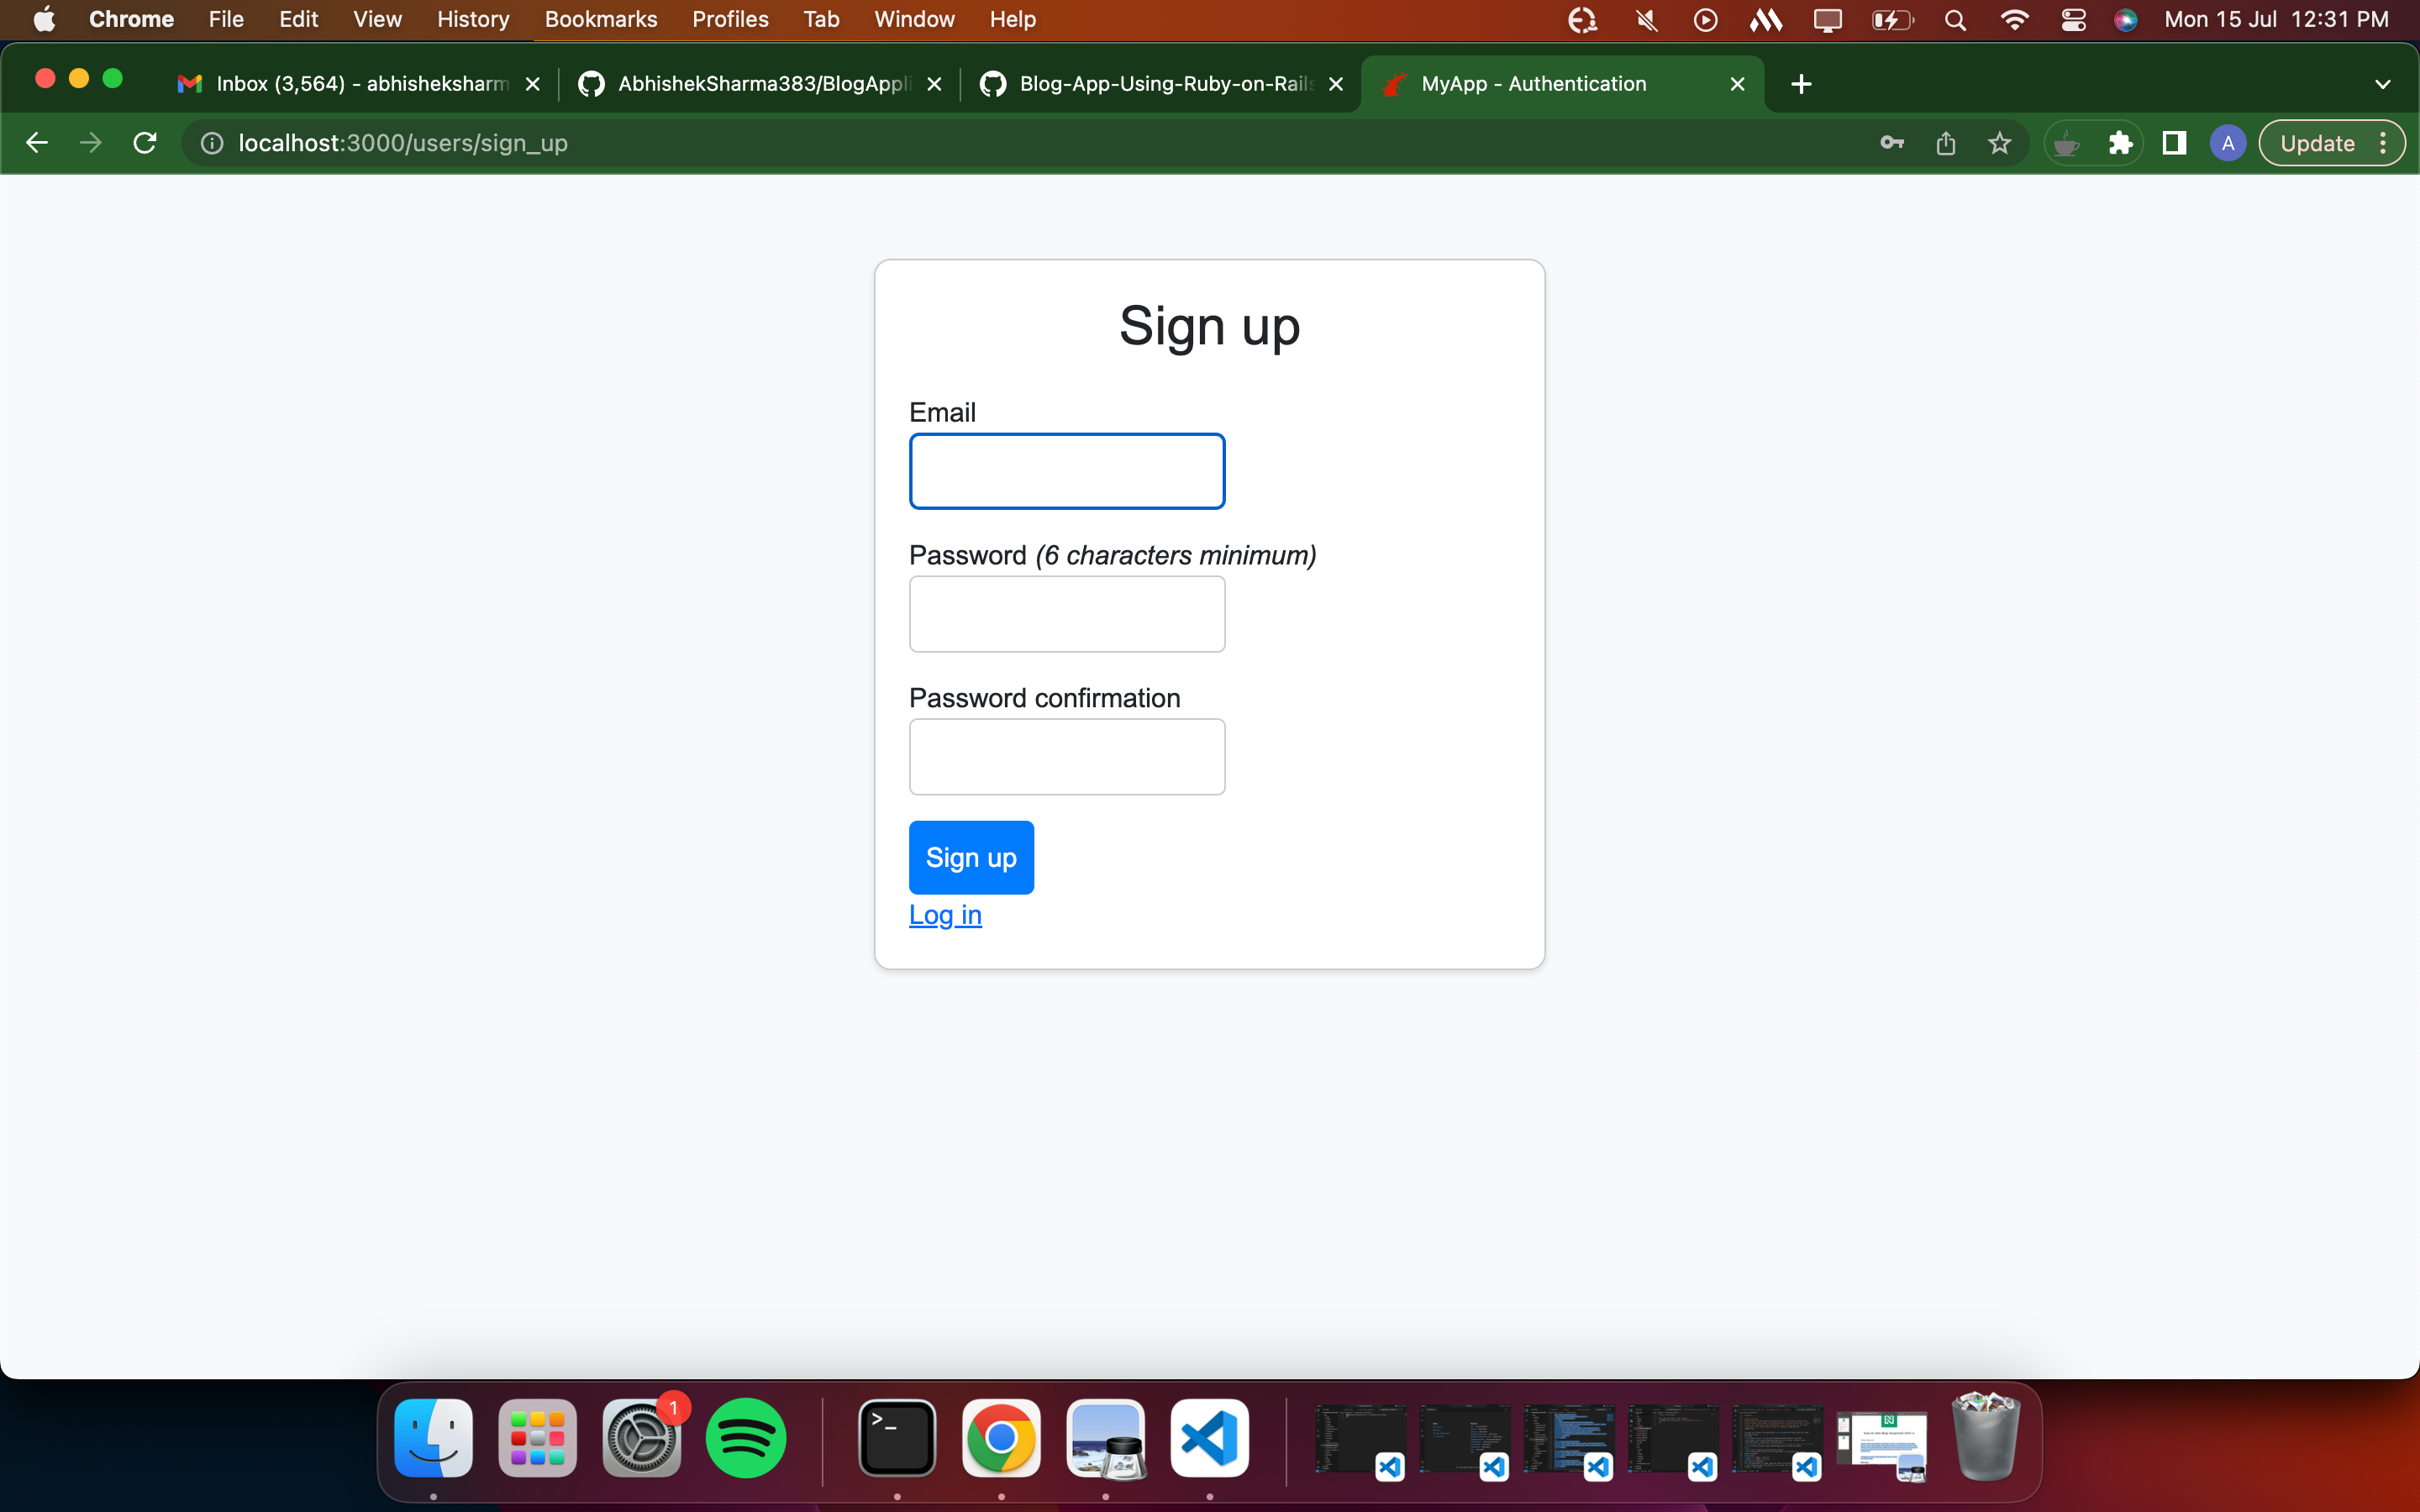 Chrome File Edit View History Bookmarks Profiles Tab Window Help Mon 15 Jul 12:31 PM
Inbox (3,564) - abhisheksharm AbhishekSharma383/BlogAppli Blog-App-Using-Ruby-on-Rails MyApp - Authentication
localhost:3000/users/sign_up A Update
Sign up
Email
Password (6 characters minimum)
Password confirmation
Sign up
Log in
1